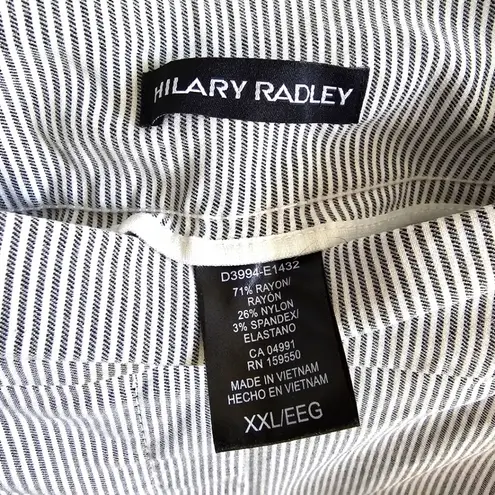 HILARY RADLEY
D3994-E1432
71% RAYON/
RAYÓN
26% NYLON
3% SPANDEX/
ELASTANO
CA 04991
RN 159550
MADE IN VIETNAM
HECHO EN VIETNAM
XXL/EEG